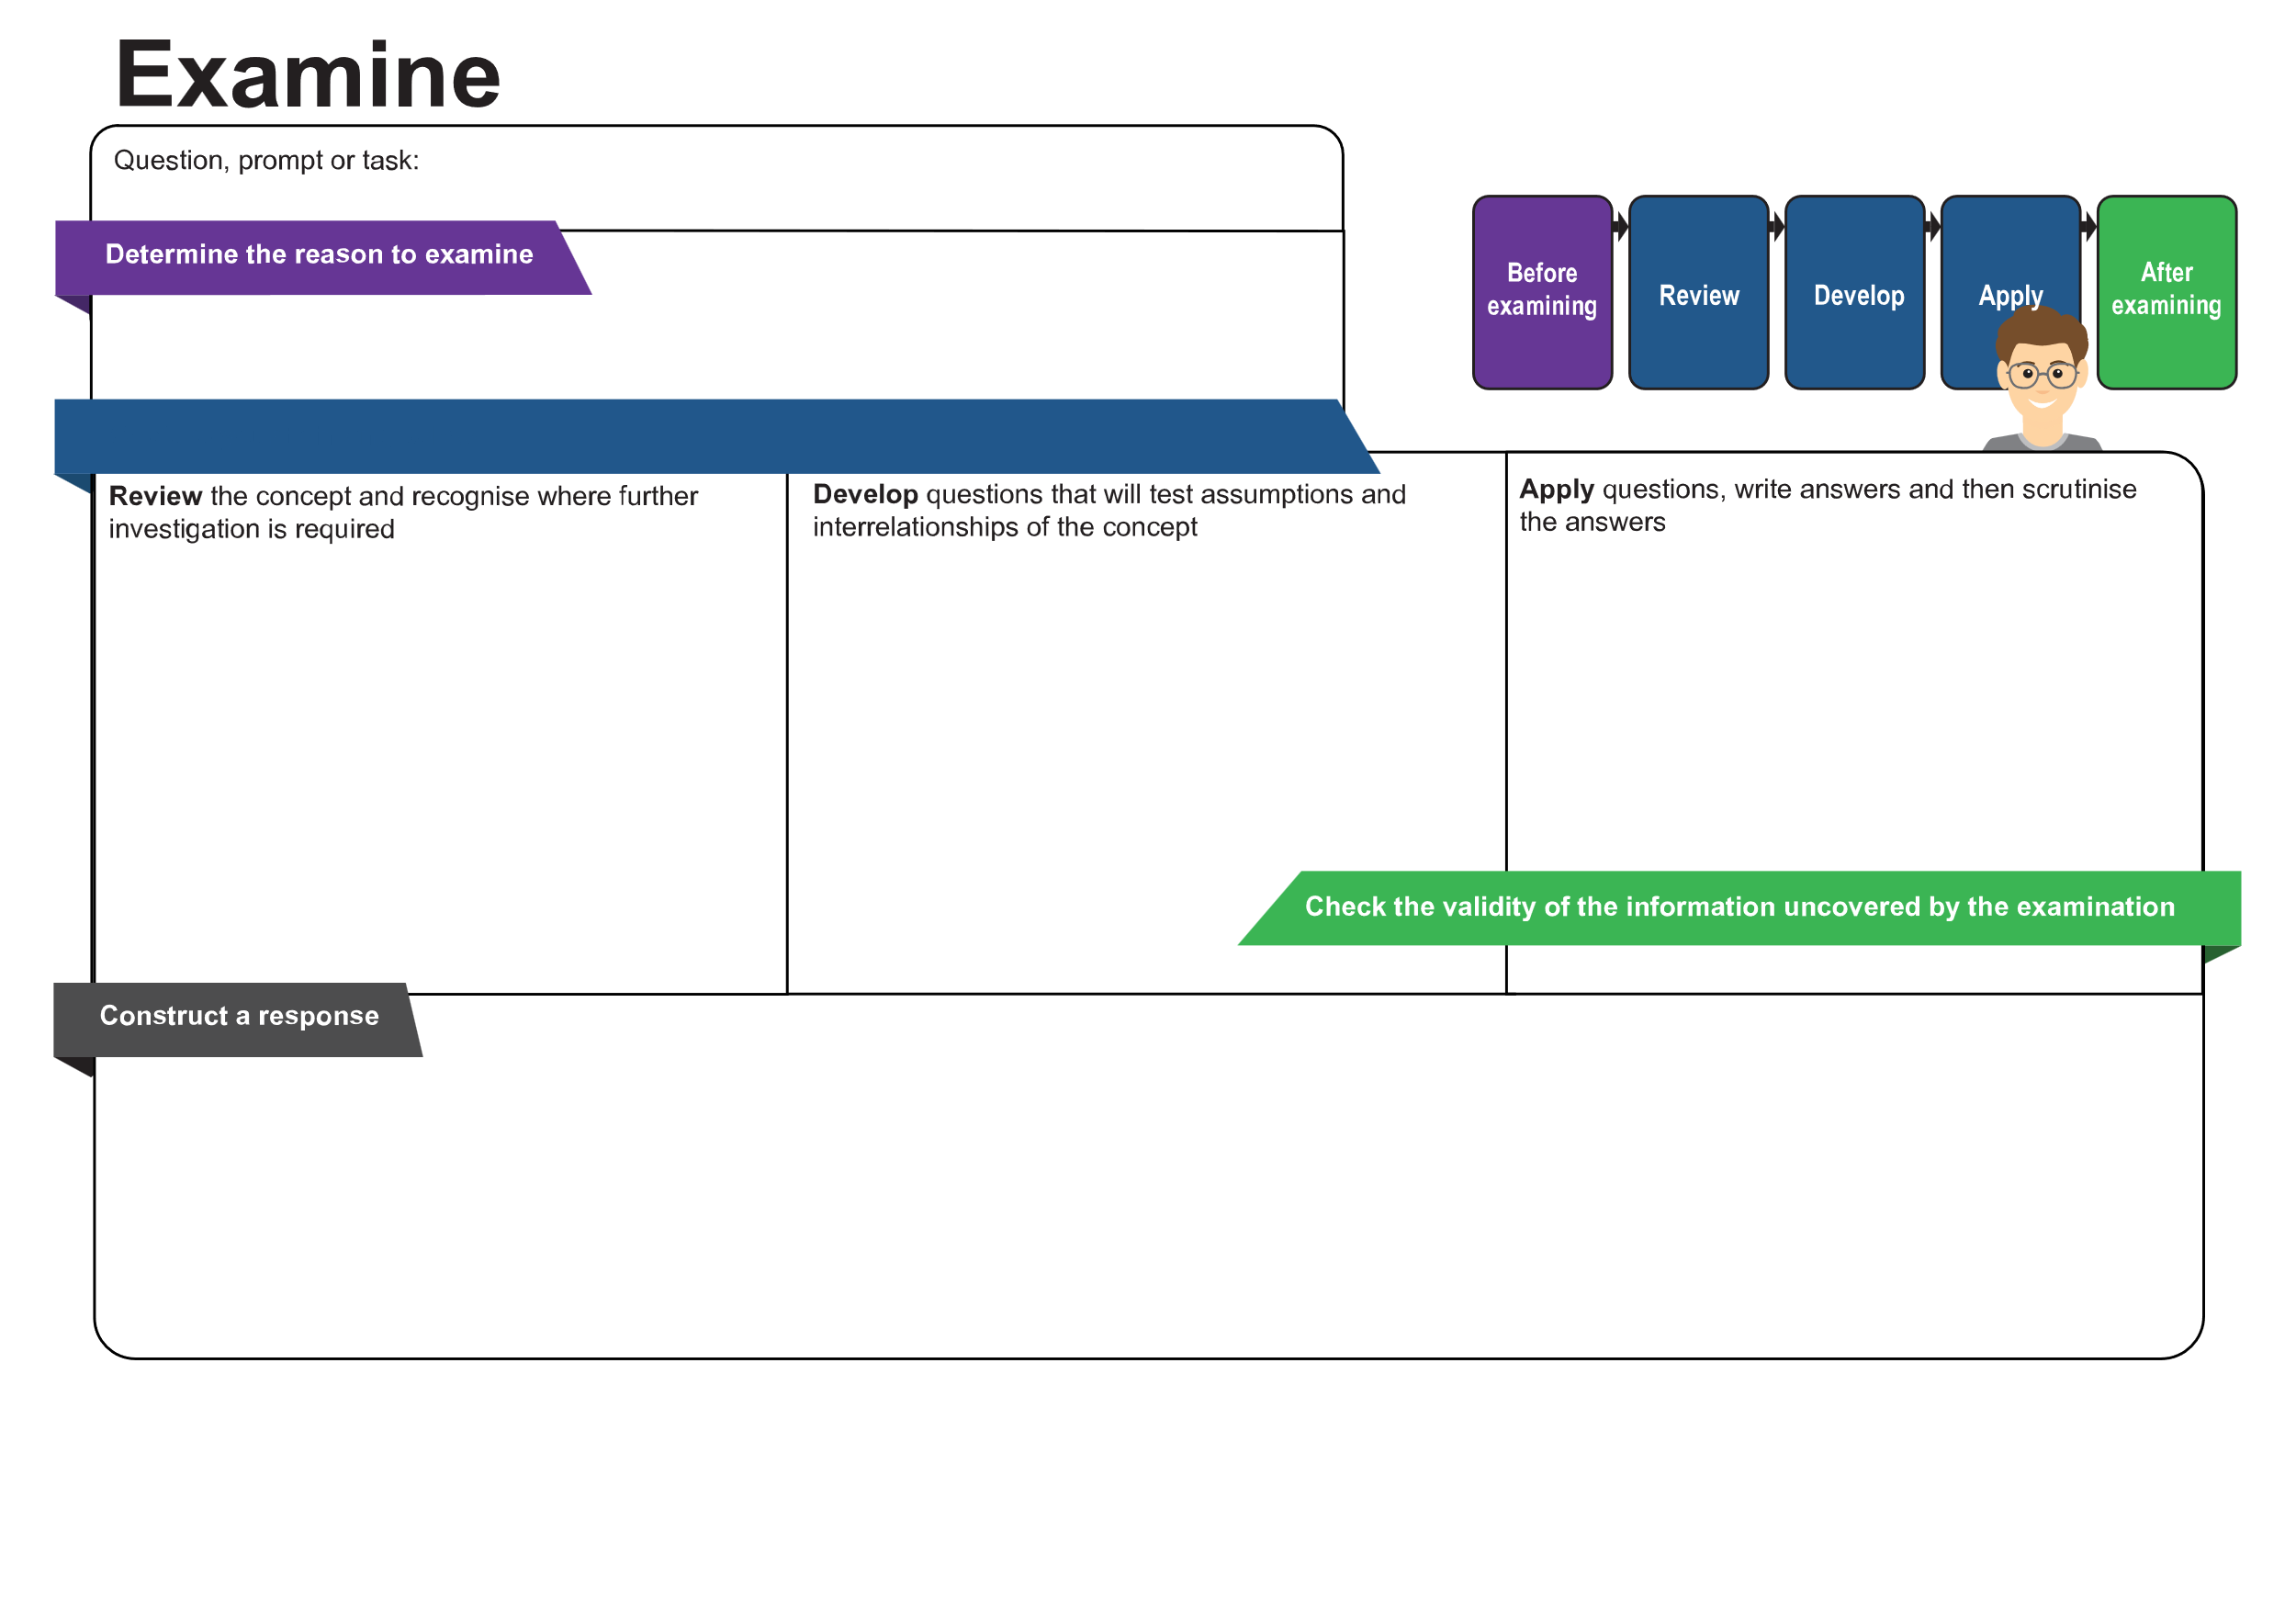 Examine
Question, prompt or task:
Determine the reason to examine
Before
examining
Review
Develop
Apply
After
examining
Review the concept and recognise where further
investigation is required
Develop questions that will test assumptions and
interrelationships of the concept
Apply questions, write answers and then scrutinise
the answers
Check the validity of the information uncovered by the examination
Construct a response